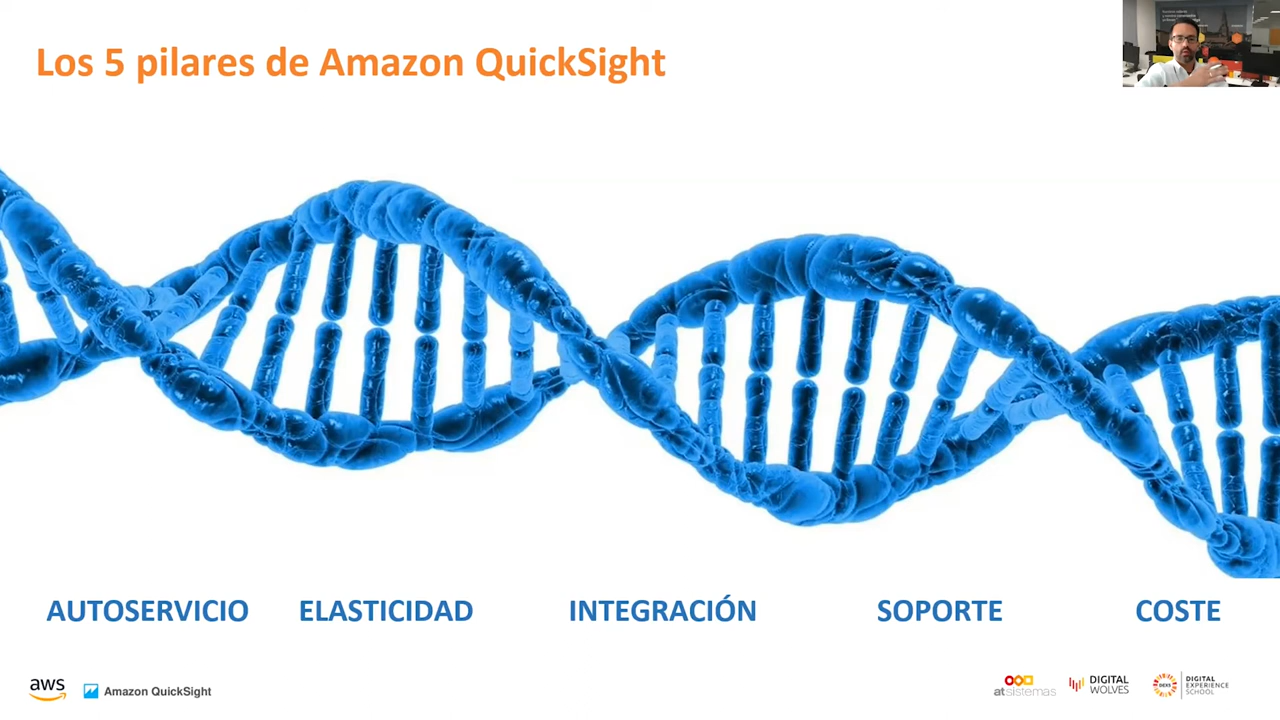 Los 5 pilares de Amazon QuickSight
AUTOSERVICIO ELASTICIDAD INTEGRACIÓN SOPORTE COSTE
aws
Amazon QuickSight
atsistemas
DIGITAL
WOLVES
DEXS
DIGITAL
EXPERIENCE
SCHOOL